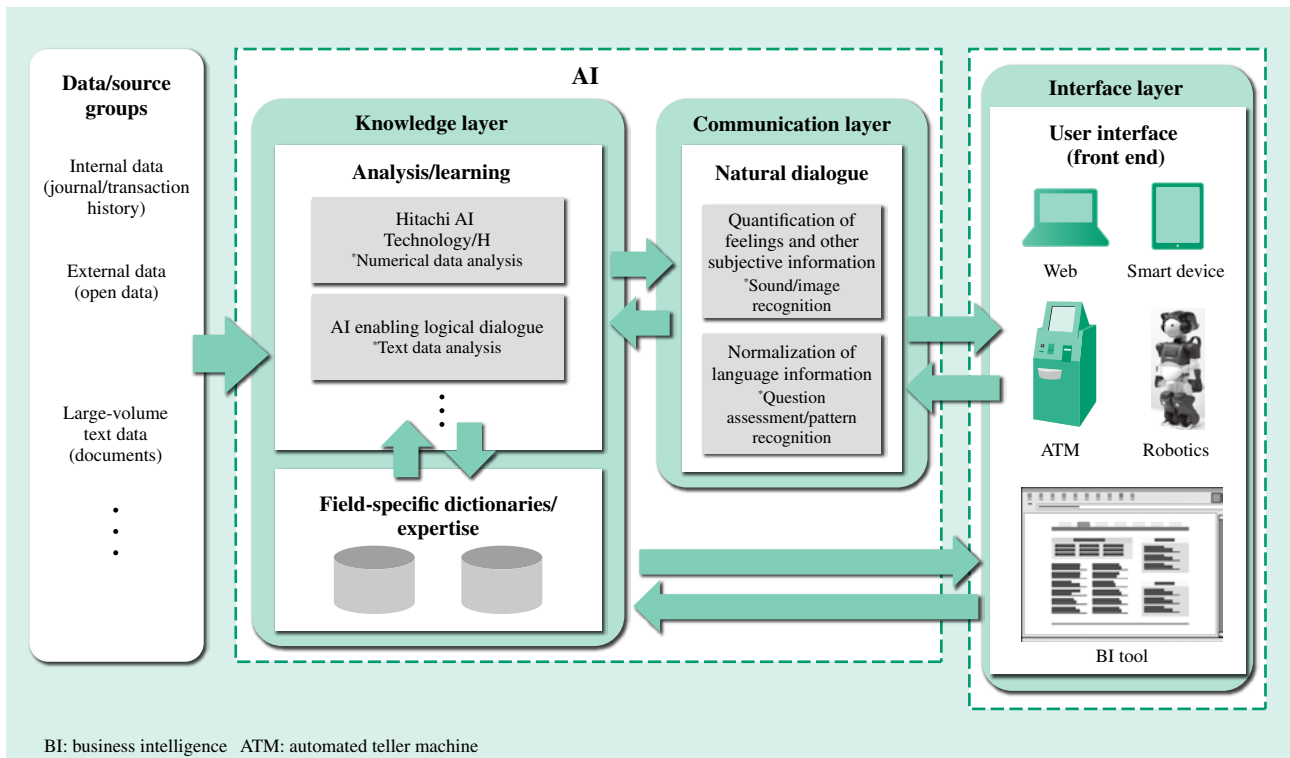 Data/source
groups
Internal data
(journal/transaction
history)
External data
(open data)
Large-volume
text data
(documents)
AI
Knowledge layer
Analysis/learning
Hitachi AI
Technology/H
*Numerical data analysis
AI enabling logical dialogue
*Text data analysis
Field-specific dictionaries/
expertise
Communication layer
Natural dialogue
Quantification of
feelings and other
subjective information
*Sound/image
recognition
Normalization of
language information
*Question
assessment/pattern
recognition
Interface layer
User interface
(front end)
Web
Smart device
ATM
Robotics
BI tool
BI: business intelligence ATM: automated teller machine